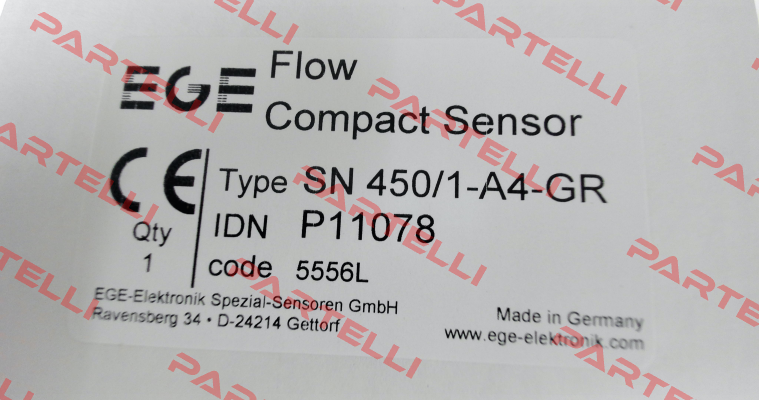 EGE Flow
Compact Sensor
CE
Type SN 450/1-A4-GR
IDN P11078
Qty
1
code 5556L
EGE-Elektronik Spezial-Sensoren GmbH
Ravensberg 34 • D-24214 Gettorf
Made in Germany
www.ege-elektronik.com
PARTELLI
PARTELLI
PARTELLI
PARTELLI
PARTELLI
PARTELLI
PARTELLI
PARTELLI